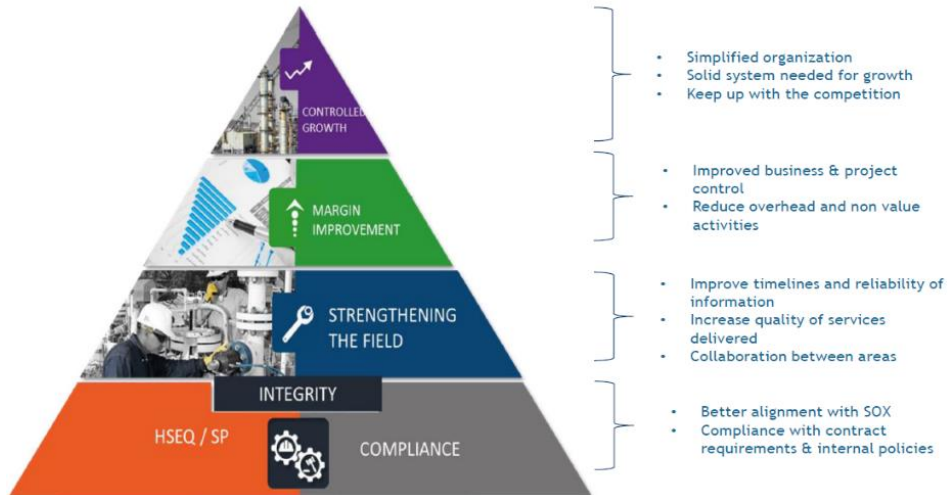 CONTROLLED
GROWTH
• Simplified organization
• Solid system needed for growth
• Keep up with the competition
MARGIN
IMPROVEMENT
• Improved business & project
control
• Reduce overhead and non value
activities
STRENGTHENING
THE FIELD
• Improve timelines and reliability of
information
• Increase quality of services
delivered
• Collaboration between areas
INTEGRITY
HSEQ / SP
COMPLIANCE
• Better alignment with SOX
• Compliance with contract
requirements & internal policies